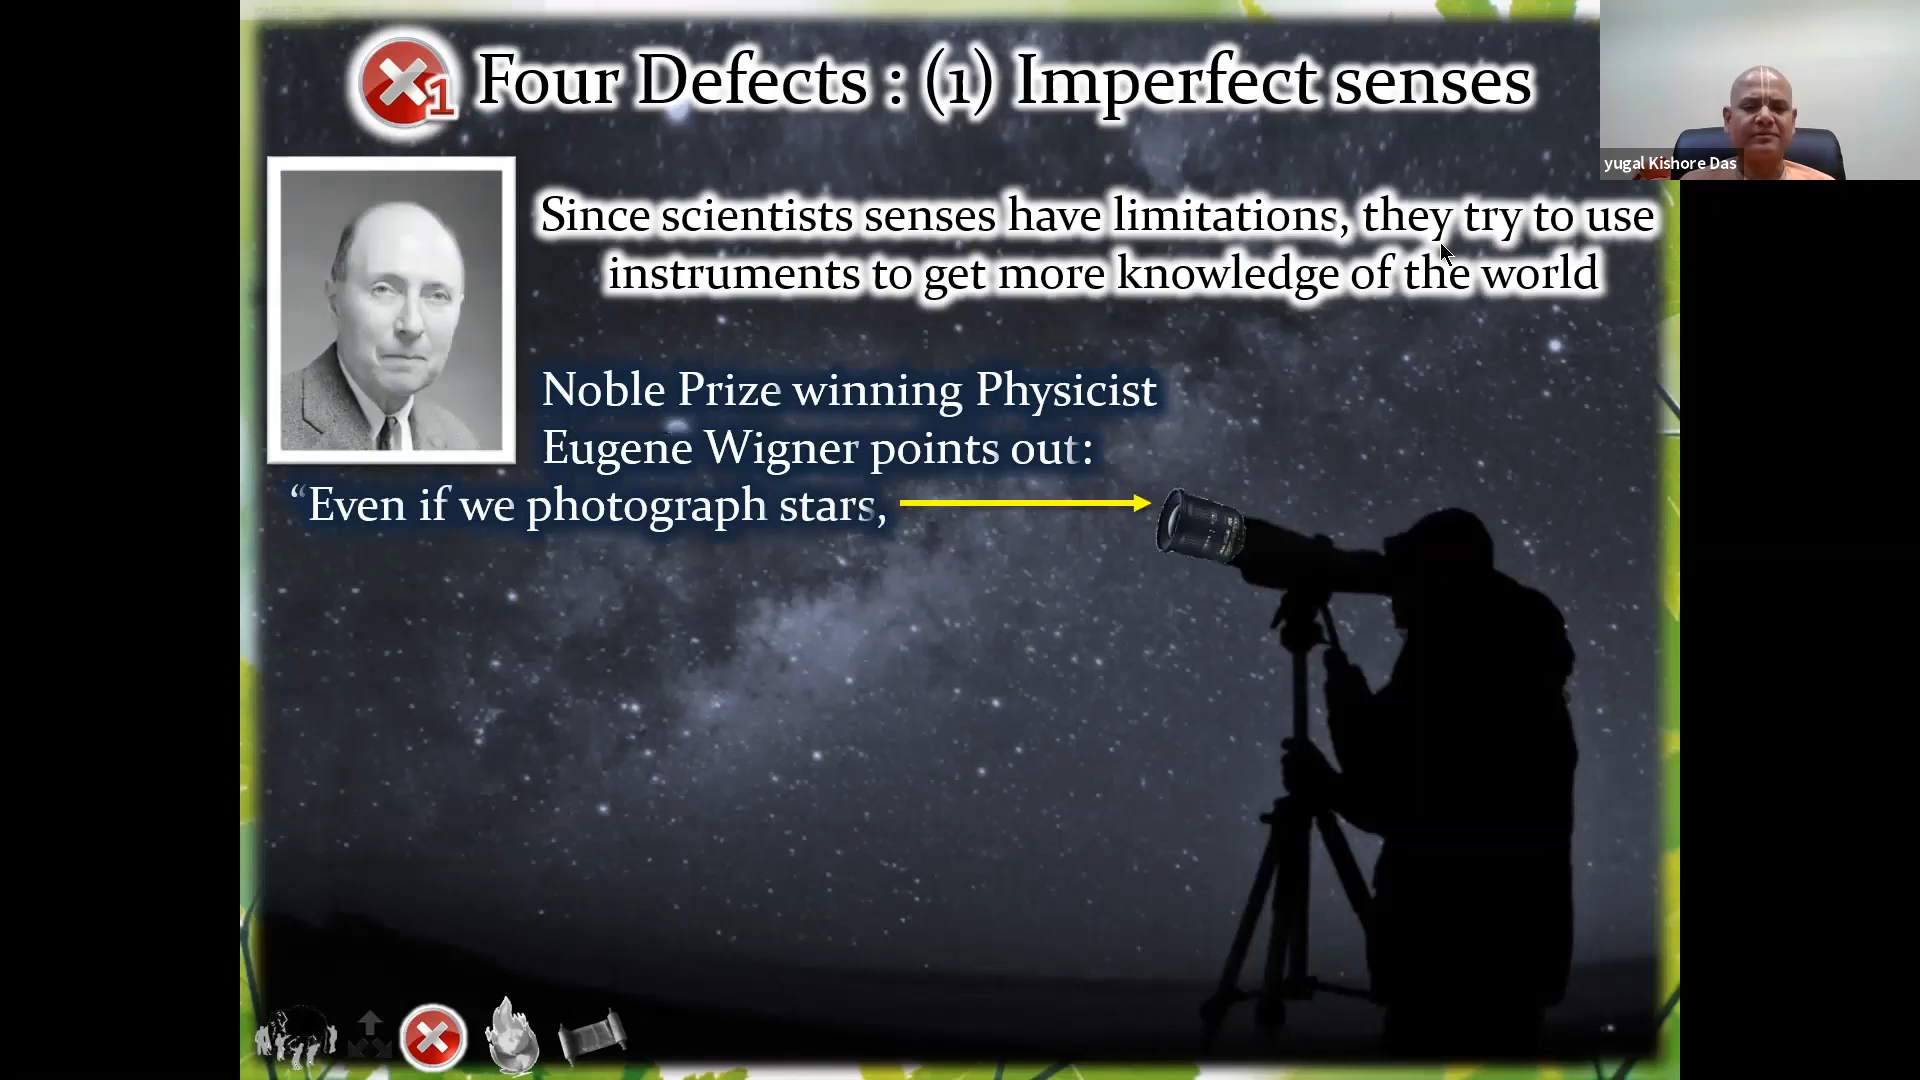 1 Four Defects : (1) Imperfect senses
yugal Kishore Das
Since scientists senses have limitations, they try to use
instruments to get more knowledge of the world
Noble Prize winning Physicist
Eugene Wigner points out:
“Even if we photograph stars,